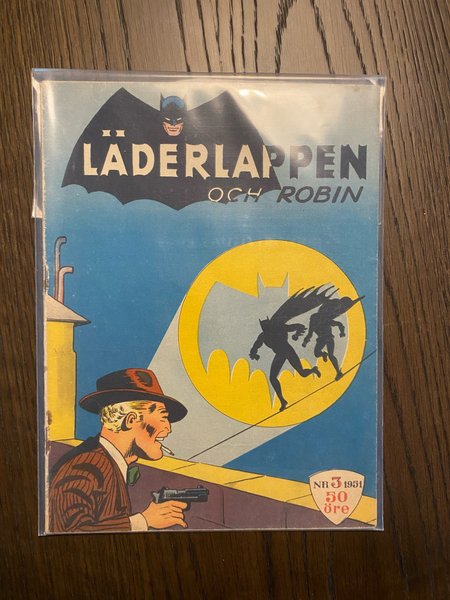 LÄDERLAPPEN
OCH ROBIN
NR 3 1951
50
öre